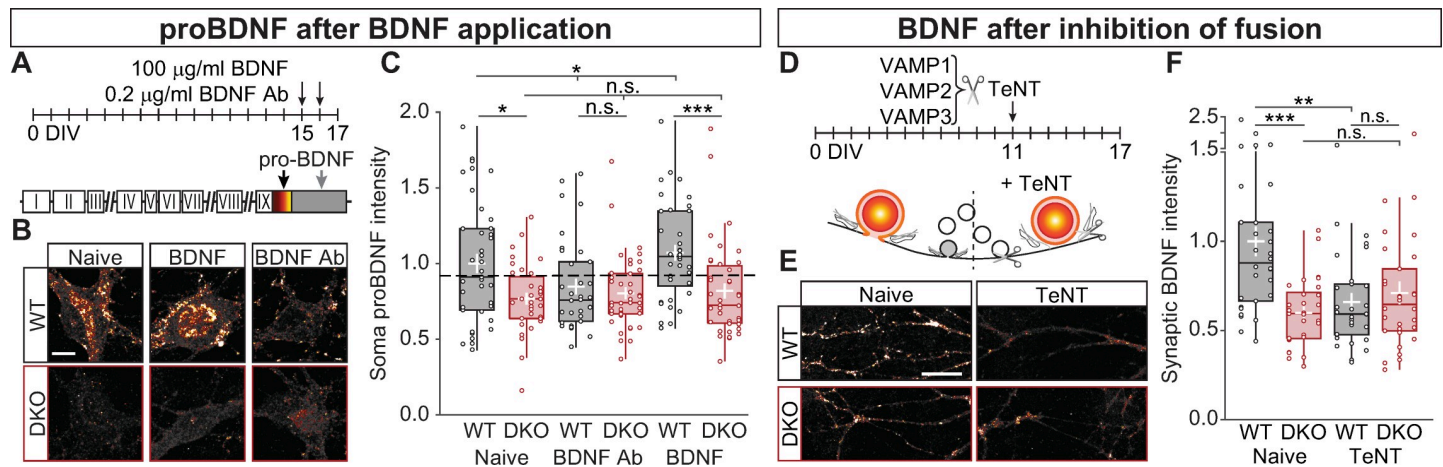 proBDNF after BDNF application
A
100 µg/ml BDNF
0.2 µg/ml BDNF Ab
0 DIV
15
17
pro-BDNF
I
II
III
IV
V
VI
VII
VIII
IX
B
Naive
BDNF
BDNF Ab
WT
DKO
C
Soma proBDNF intensity
2.0
1.5
1.0
0.5
0.0
*
n.s.
*
n.s.
***
WT DKO WT DKO WT DKO
Naive BDNF Ab BDNF
BDNF after inhibition of fusion
D
VAMP1
VAMP2
VAMP3
TeNT
0 DIV
11
17
+ TeNT
E
Naive
TeNT
WT
DKO
F
Synaptic BDNF intensity
2.5
1.5
1.0
0.5
0.0
**
***
n.s.
n.s.
WT DKO WT DKO
Naive TeNT